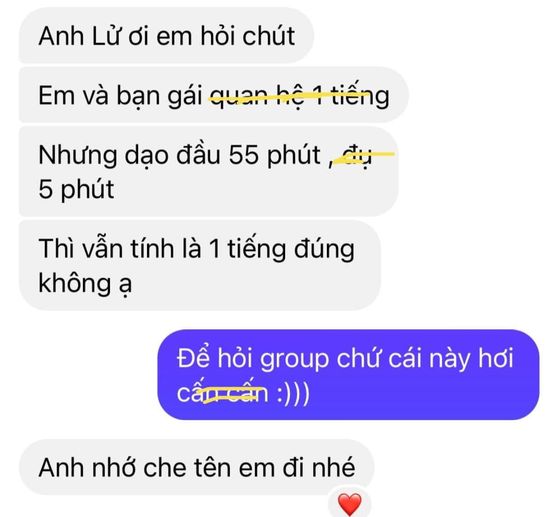 Anh Lử ơi em hỏi chút
Em và bạn gái quan hệ 1 tiếng
Nhưng dạo đầu 55 phút , đụ
5 phút
Thì vẫn tính là 1 tiếng đúng
không ạ
Để hỏi group chứ cái này hơi
cấn cấn :)))
Anh nhớ che tên em đi nhé